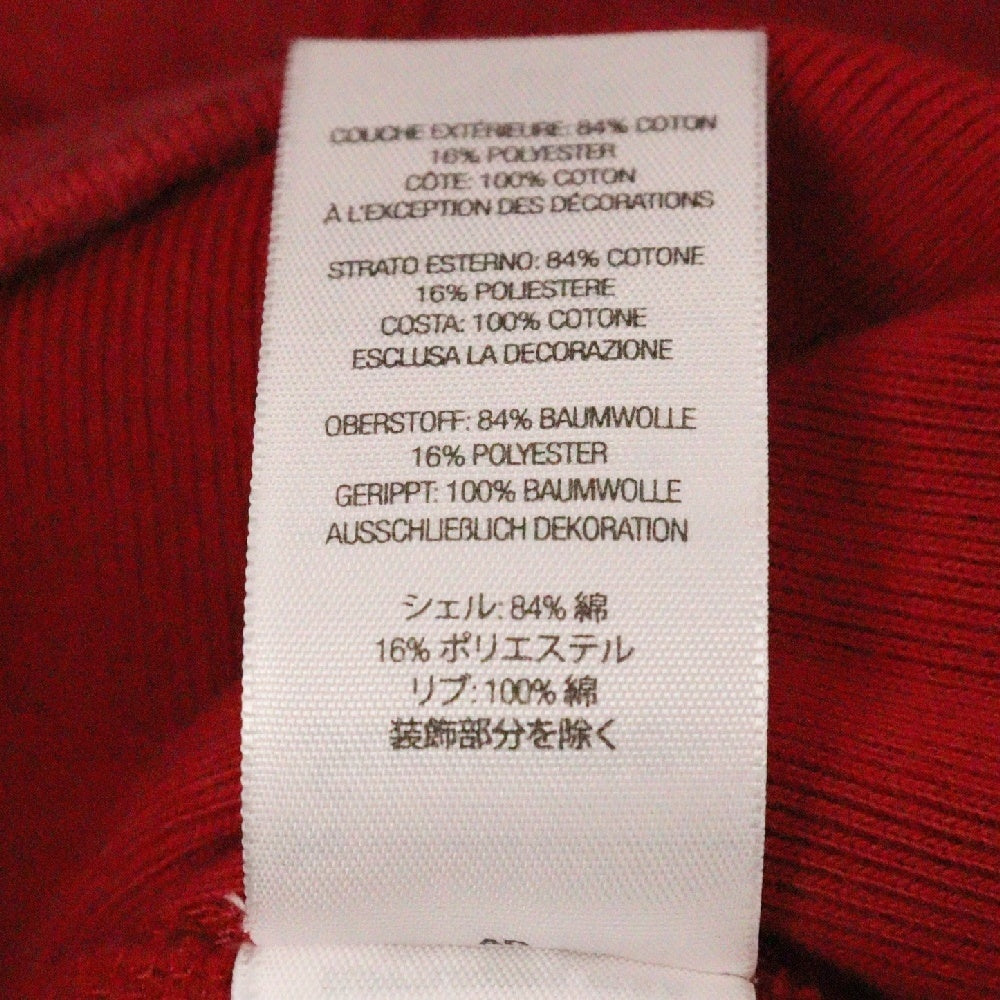 COUCHE EXTÉRIEURE: 84% COTON
16% POLYESTER
CÔTE: 100% COTON
À L'EXCEPTION DES DÉCORATIONS
STRATO ESTERNO: 84% COTONE
16% POLIESTERE
COSTA: 100% COTONE
ESCLUSA LA DECORAZIONE
OBERSTOFF: 84% BAUMWOLLE
16% POLYESTER
GERIPPT: 100% BAUMWOLLE
AUSSCHLIEßLICH DEKORATION
シェル: 84% 綿
16% ポリエステル
リブ: 100% 綿
装飾部分を除く